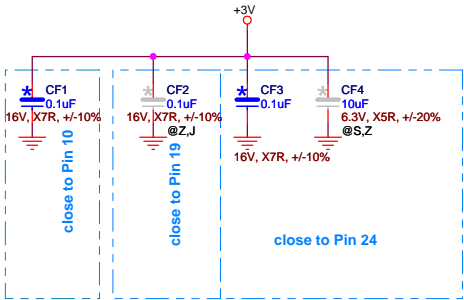 +3V
* CF1
0.1uF
16V, X7R, +/-10%
close to Pin 10
* CF2
0.1uF
16V, X7R, +/-10%
@Z,J
close to Pin 19
* CF3
0.1uF
16V, X7R, +/-10%
* CF4
10uF
6.3V, X5R, +/-20%
@S,Z
close to Pin 24